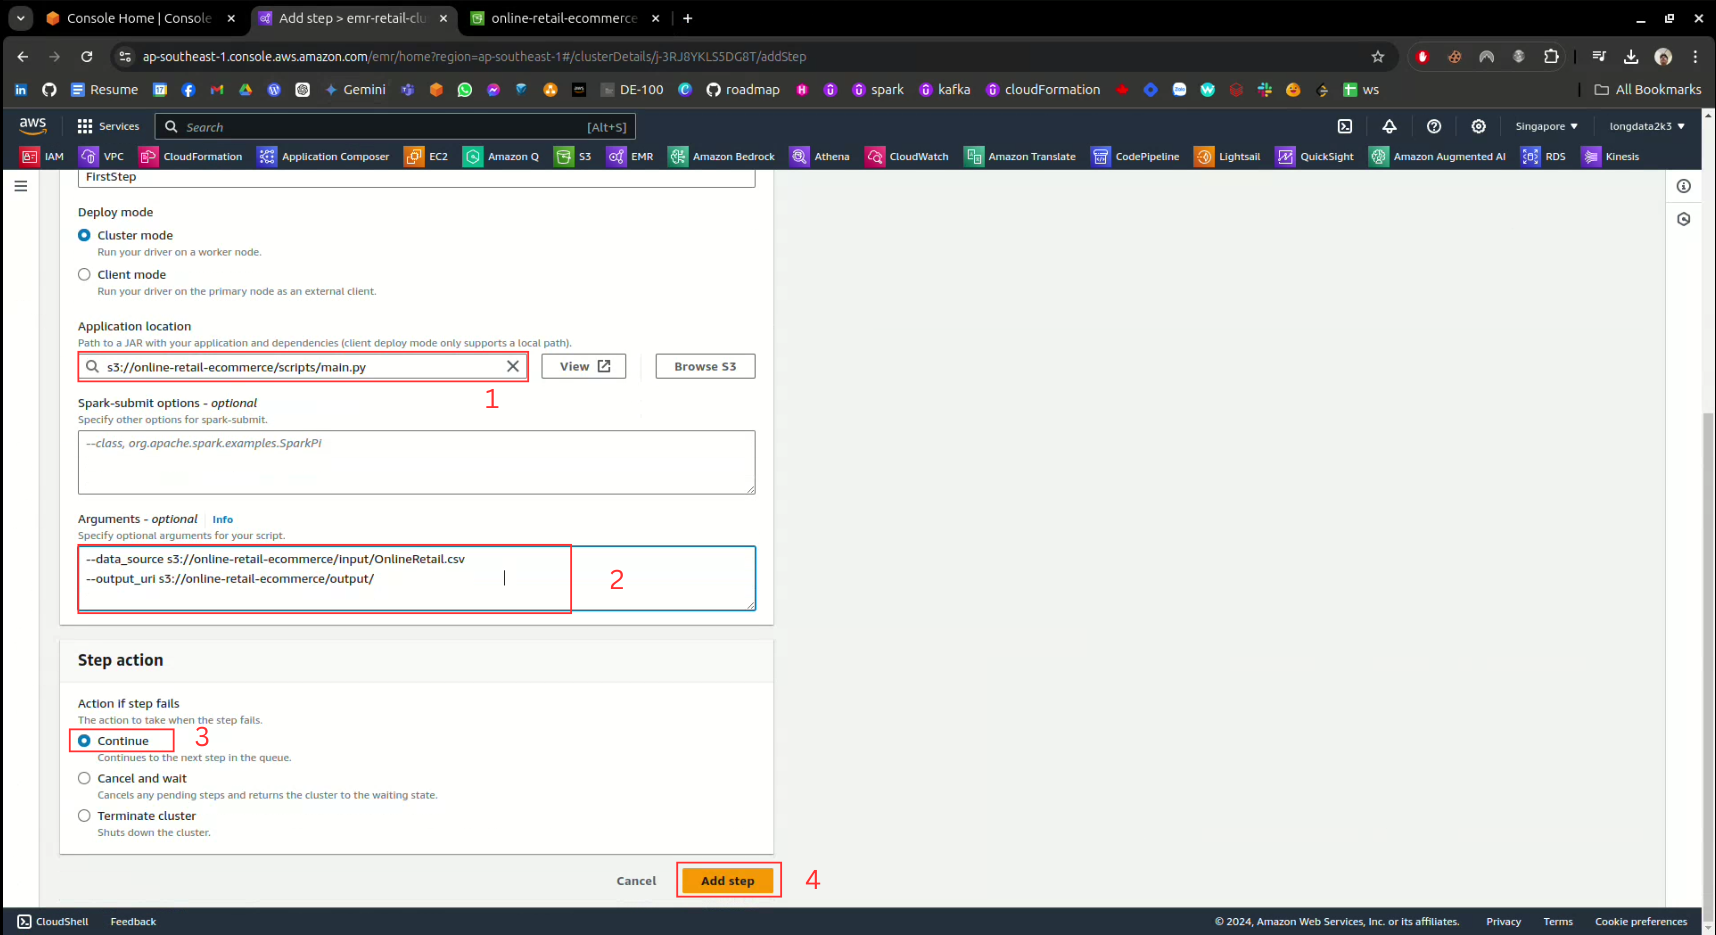 Console Home | Console
Add step > emr-retail-clu
online-retail-ecommerce
ap-southeast-1.console.aws.amazon.com/emr/home?region=ap-southeast-1#/clusterDetails/j-3RJ8YKLS5DG8T/addStep
Resume
Gemini
DE-100
roadmap
spark
kafka
cloudFormation
ws
All Bookmarks
aws
Services
Search
[Alt+S]
Singapore
longdata2k3
IAM
VPC
CloudFormation
Application Composer
EC2
Amazon Q
S3
EMR
Amazon Bedrock
Athena
CloudWatch
Amazon Translate
CodePipeline
Lightsail
QuickSight
Amazon Augmented AI
RDS
Kinesis
FirstStep
Deploy mode
Cluster mode
Run your driver on a worker node.
Client mode
Run your driver on the primary node as an external client.
Application location
Path to a JAR with your application and dependencies (client deploy mode only supports a local path).
s3://online-retail-ecommerce/scripts/main.py
View
Browse S3
1
Spark-submit options - optional
Specify other options for spark-submit.
--class, org.apache.spark.examples.SparkPi
Arguments - optional
Info
Specify optional arguments for your script.
--data_source s3://online-retail-ecommerce/input/OnlineRetail.csv
--output_uri s3://online-retail-ecommerce/output/
2
Step action
Action if step fails
The action to take when the step fails.
Continue
3
Continues to the next step in the queue.
Cancel and wait
Cancels any pending steps and returns the cluster to the waiting state.
Terminate cluster
Shuts down the cluster.
Cancel
Add step
4
CloudShell
Feedback
© 2024, Amazon Web Services, Inc. or its affiliates.
Privacy
Terms
Cookie preferences